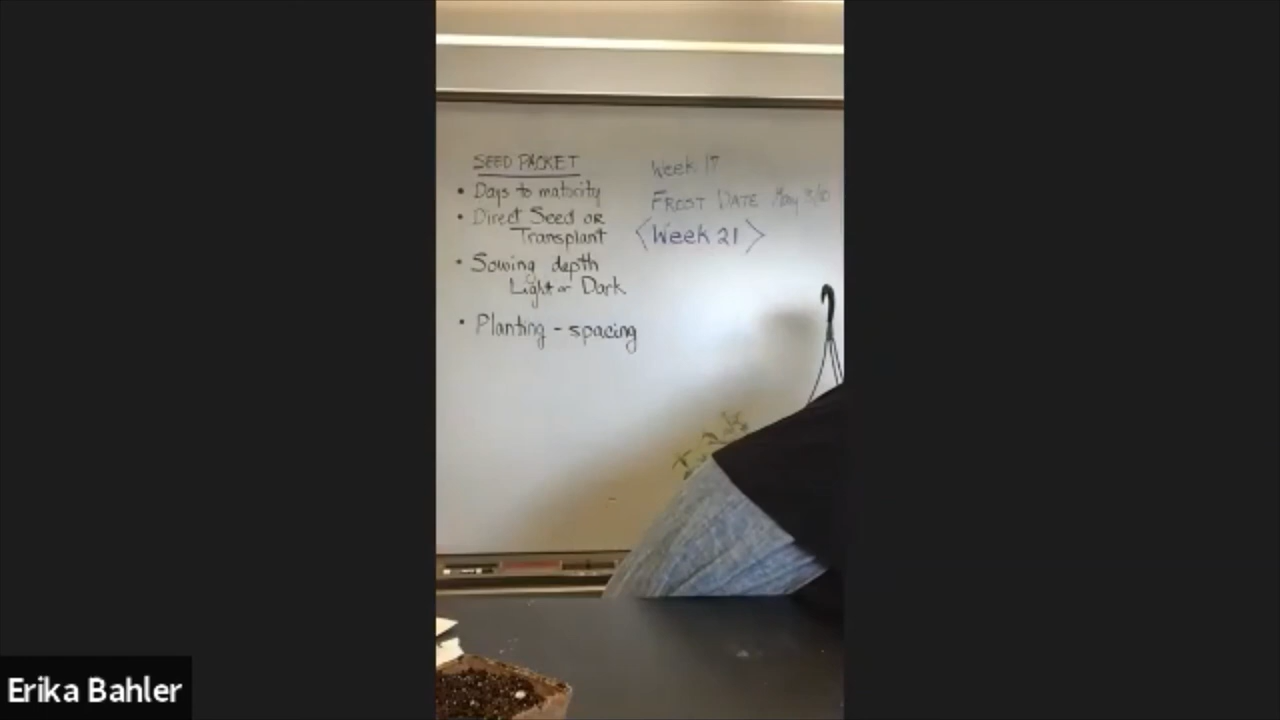 SEED PACKET
• Days to maturity
• Direct Seed or
Transplant
• Sowing depth
Light or Dark
• Planting - spacing
Week 17
FROST DATE May
<Week 21>
Erika Bahler